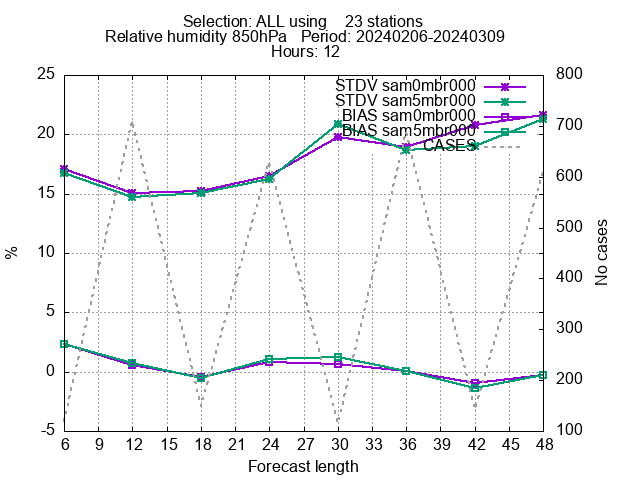 Selection: ALL using 23 stations
Relative humidity 850hPa Period: 20240206-20240309
Hours: 12
25
20
15
10
5
0
-5
%
800
700
600
500
400
300
200
100
No cases
STDV sam0mbr000
STDV sam5mbr000
BIAS sam0mbr000
BIAS sam5mbr000
CASES
6 9 12 15 18 21 24 27 30 33 36 39 42 45 48
Forecast length